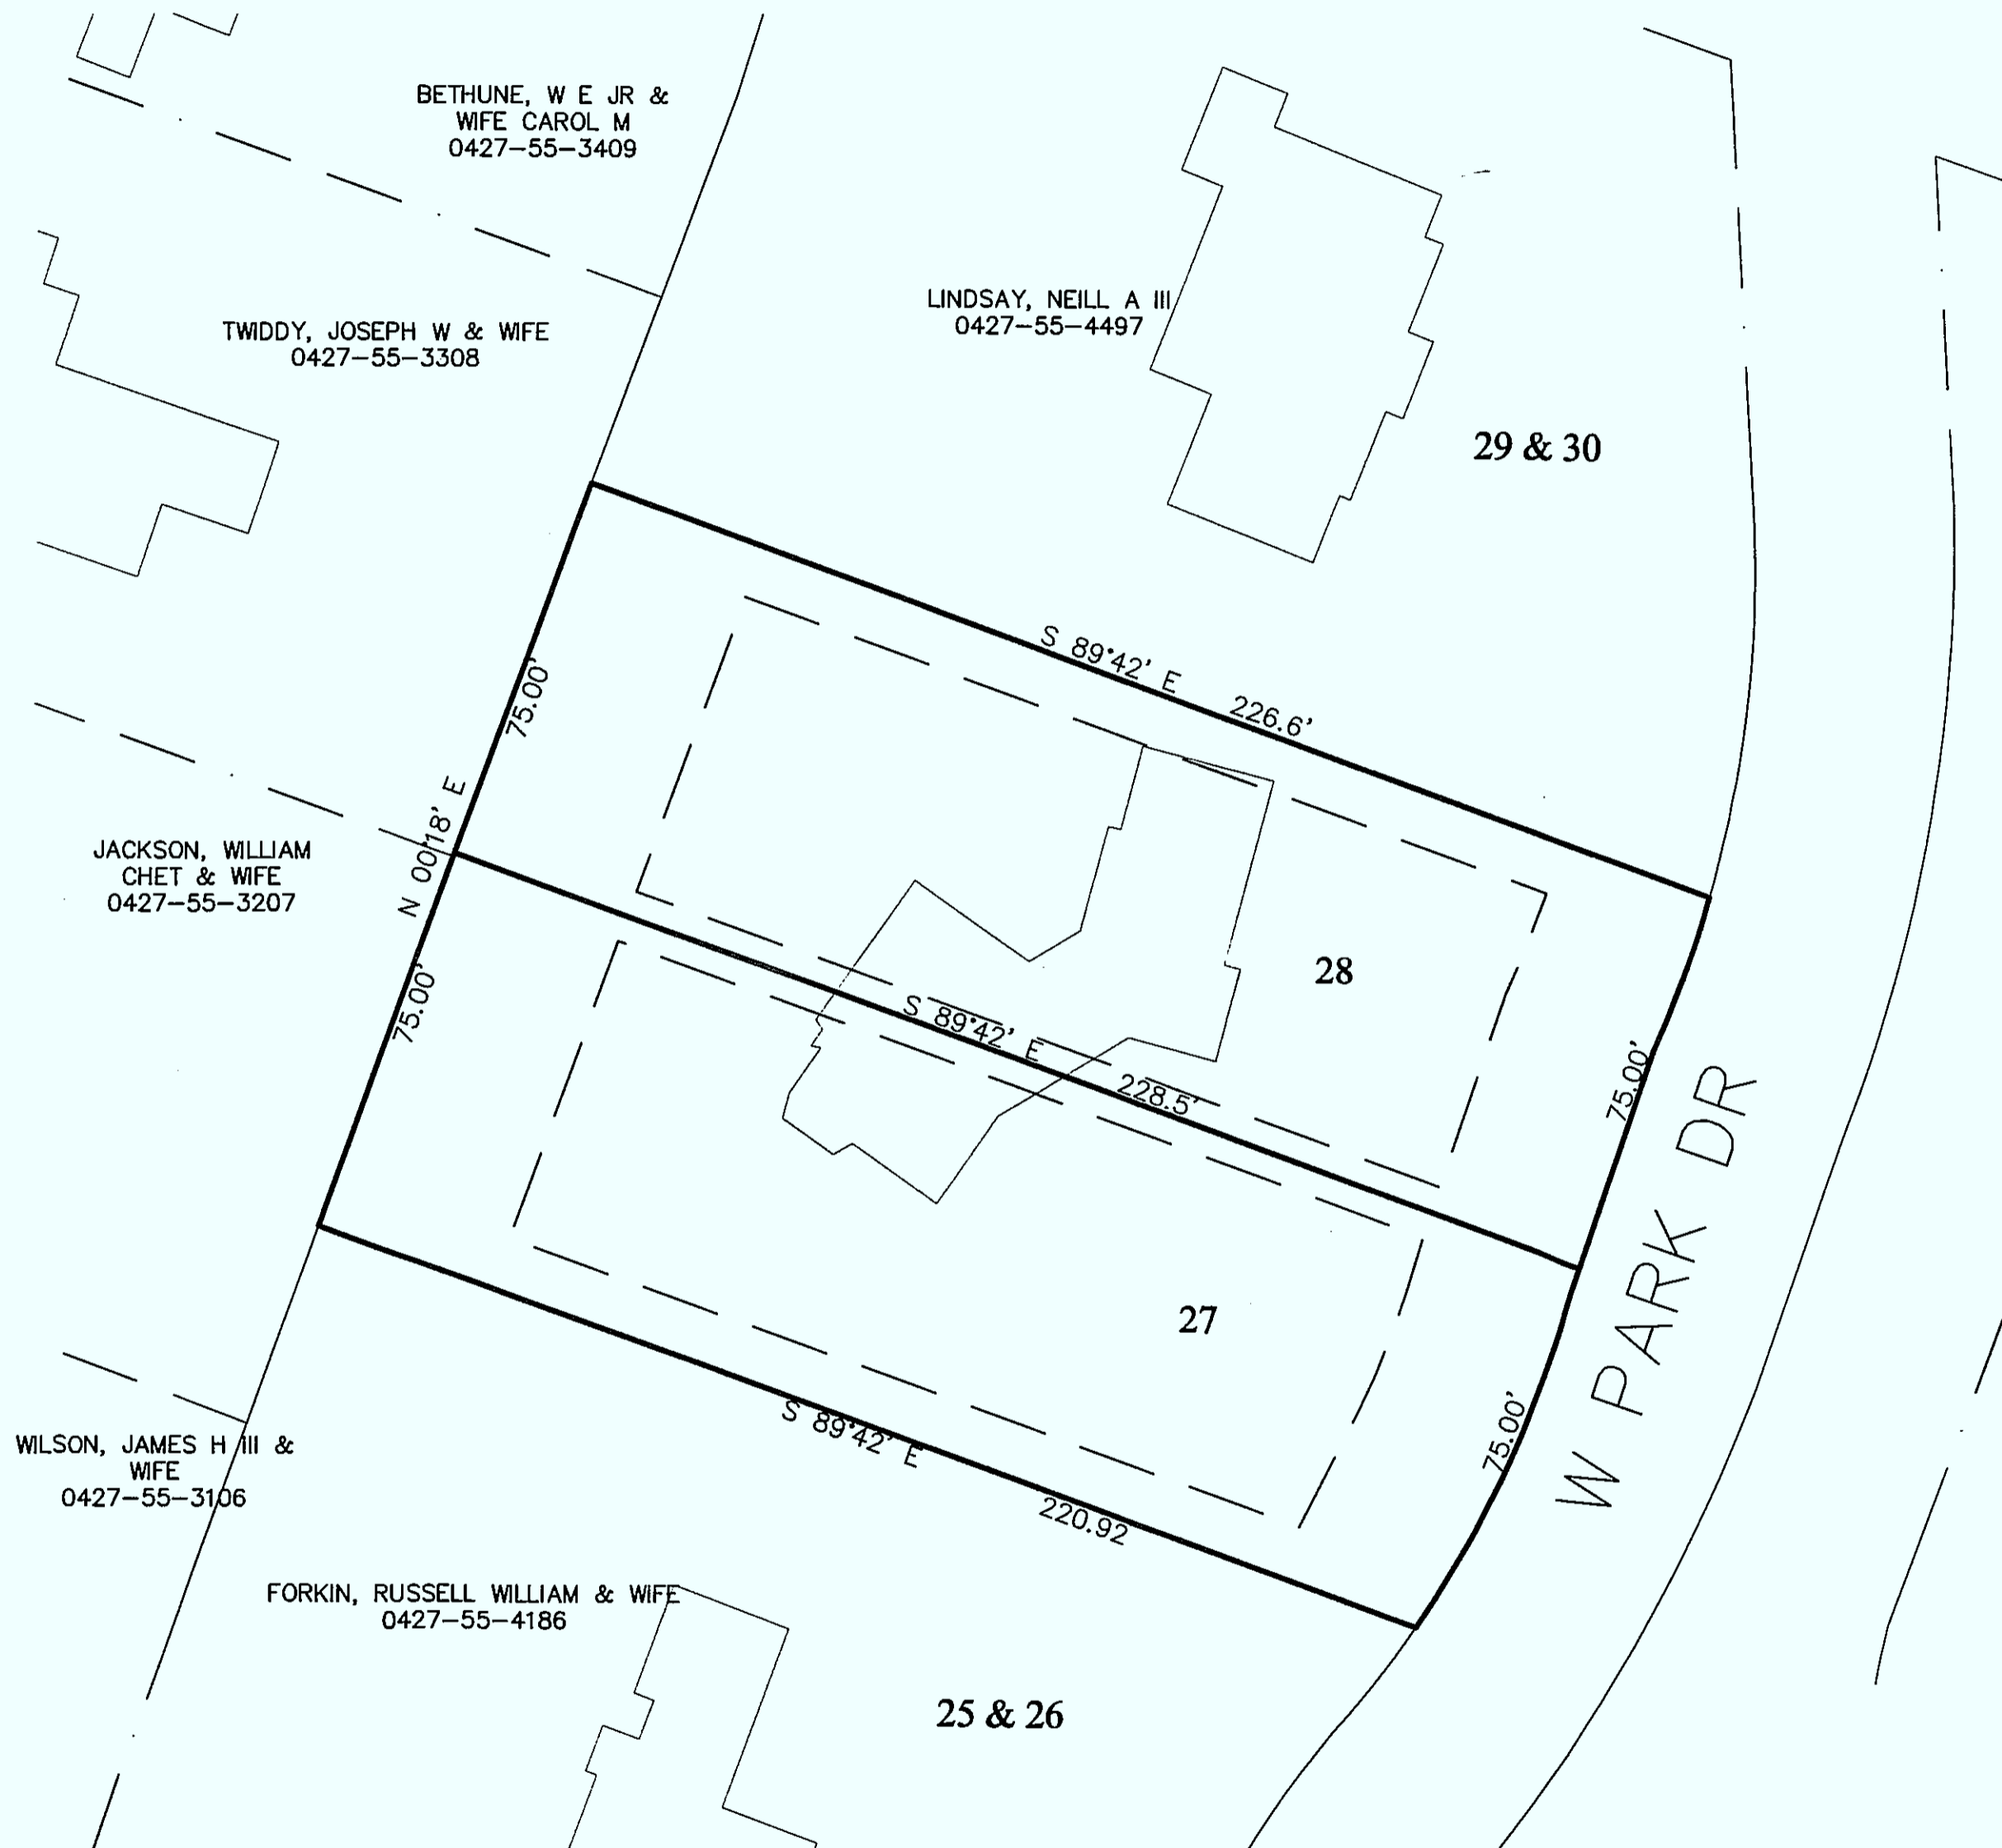 BETHUNE, W E JR &
WIFE CAROL M
0427-55-3409
LINDSAY, NEILL A III
0427-55-4497
TWIDDY, JOSEPH W & WIFE
0427-55-3308
29 & 30
S 89°42' E
226.6'
75.00'
N 00°18' E
JACKSON, WILLIAM
CHET & WIFE
0427-55-3207
28
75.00'
S 89°42' E
228.5'
75.00'
W PARK DR
27
75.00'
S 89°42' E
220.92
WILSON, JAMES H III &
WIFE
0427-55-3106
FORKIN, RUSSELL WILLIAM & WIFE
0427-55-4186
25 & 26